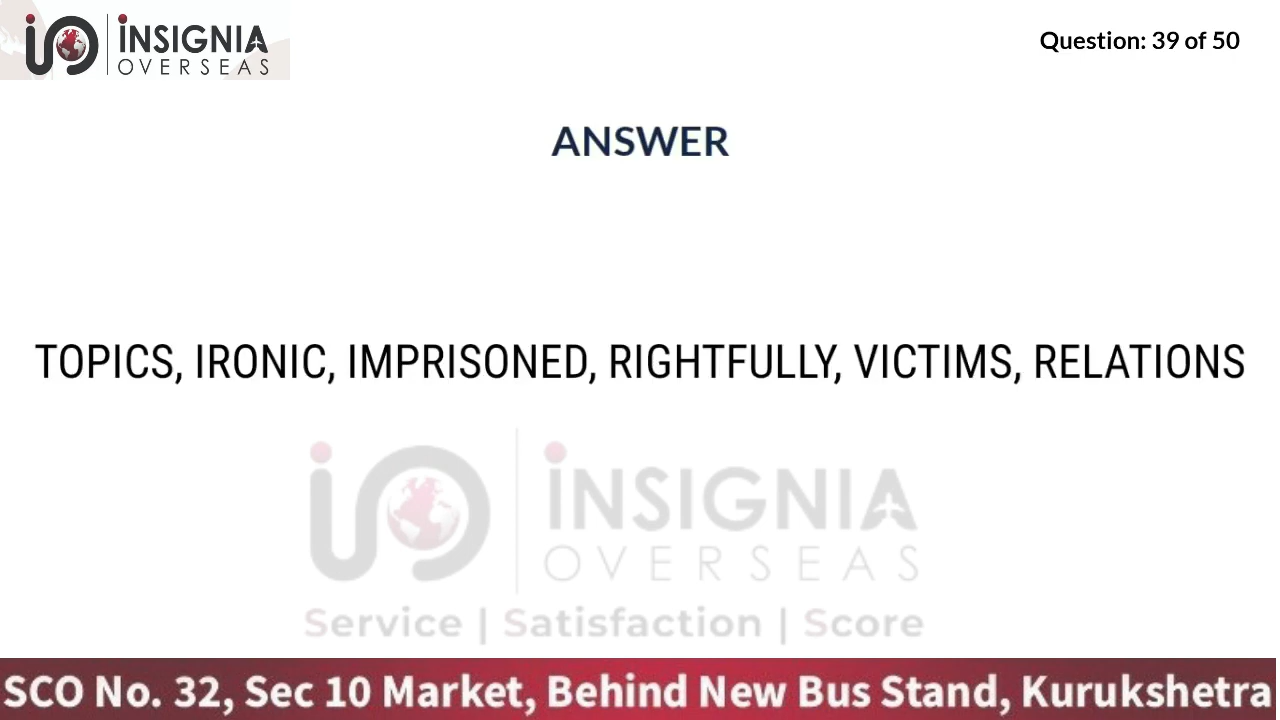 INSIGNIA
OVERSEAS
Question: 39 of 50
ANSWER
TOPICS, IRONIC, IMPRISONED, RIGHTFULLY, VICTIMS, RELATIONS
INSIGNIA
OVERSEAS
Service | Satisfaction | Score
SCO No. 32, Sec 10 Market, Behind New Bus Stand, Kurukshetra